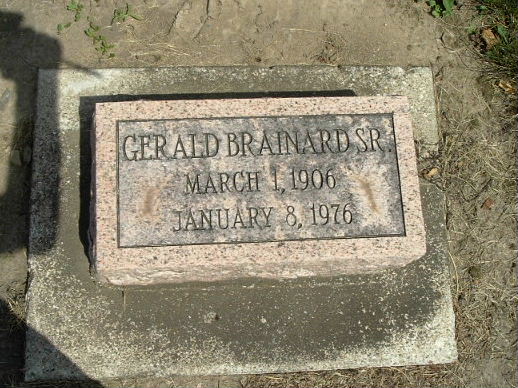 GERALD BRAINARD SR.
MARCH 1, 1906
JANUARY 8, 1976